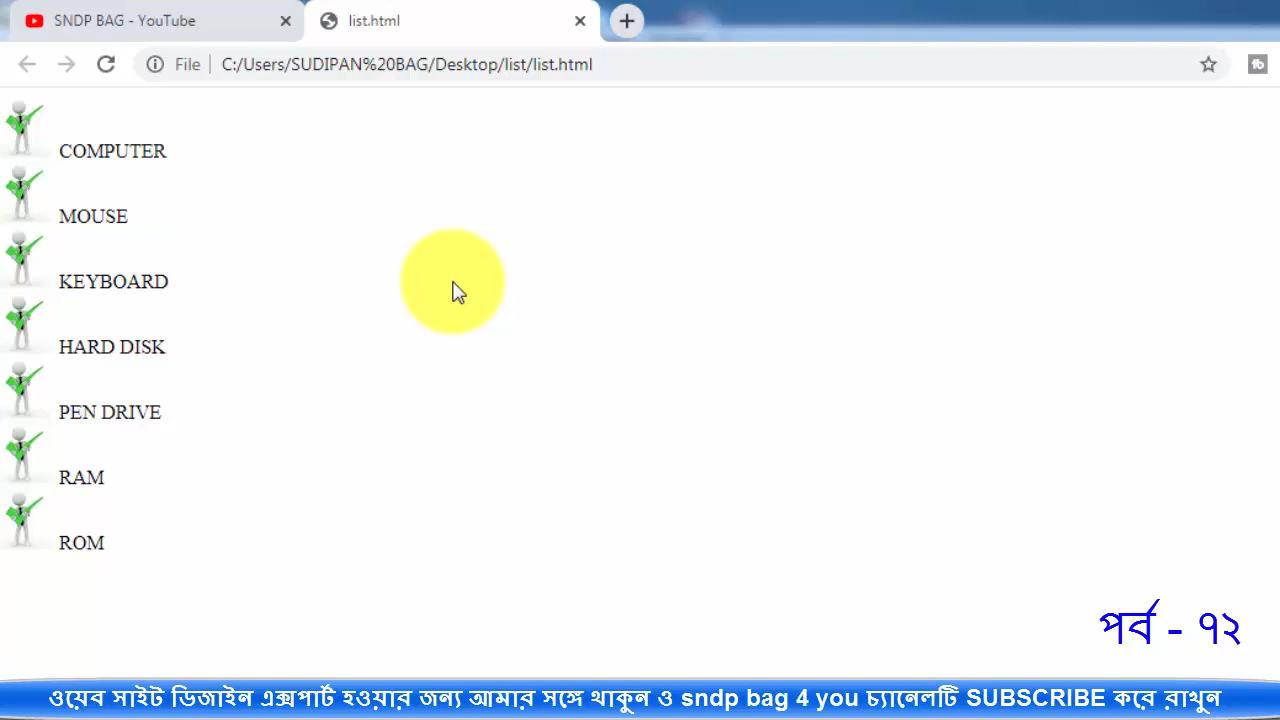 SNDP BAG - YouTube
list.html
File
C:/Users/SUDIPAN%20BAG/Desktop/list/list.html
tb
COMPUTER
MOUSE
KEYBOARD
HARD DISK
PEN DRIVE
RAM
ROM
পর্ব - ৭২
ওয়েব সাইট ডিজাইন এক্সপার্ট হওয়ার জন্য আমার সঙ্গে থাকুন ও sndp bag 4 you চ্যানেলটি SUBSCRIBE করে রাখুন